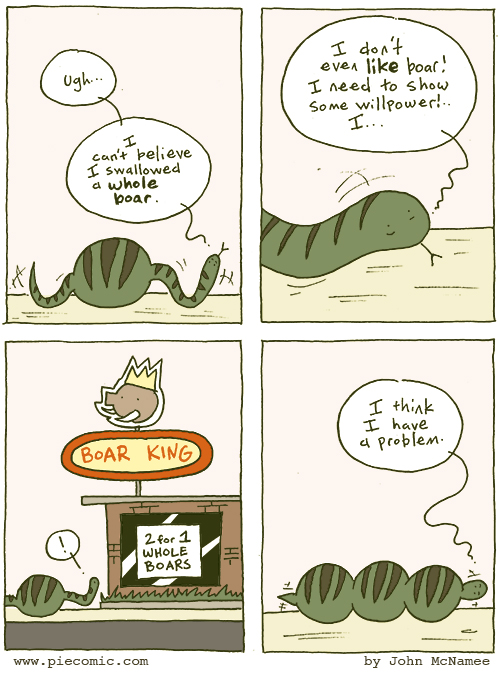 Ugh...
I
can't believe
I swallowed
a whole
boar.
I don't
even like boar!
I need to show
some willpower!..
I...
BOAR KING
!
2 for 1
WHOLE
BOARS
I think
I have
a problem.
www.piecomic.com
by John McNamee